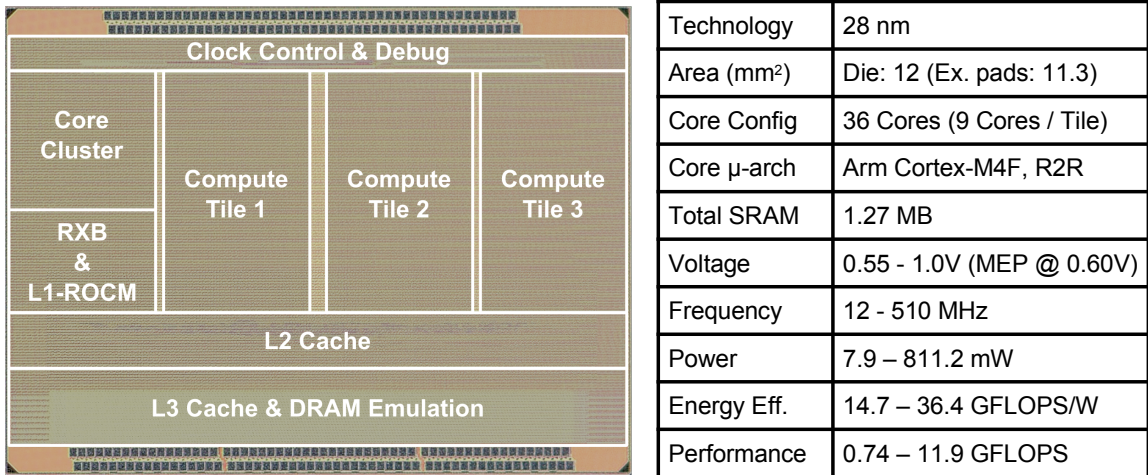 Clock Control & Debug
Core
Cluster
RXB
&
L1-ROCM
Compute
Tile 1
Compute
Tile 2
Compute
Tile 3
L2 Cache
L3 Cache & DRAM Emulation
Technology 28 nm
Area (mm²) Die: 12 (Ex. pads: 11.3)
Core Config 36 Cores (9 Cores / Tile)
Core μ-arch Arm Cortex-M4F, R2R
Total SRAM 1.27 MB
Voltage 0.55 - 1.0V (MEP @ 0.60V)
Frequency 12 - 510 MHz
Power 7.9 – 811.2 mW
Energy Eff. 14.7 – 36.4 GFLOPS/W
Performance 0.74 – 11.9 GFLOPS